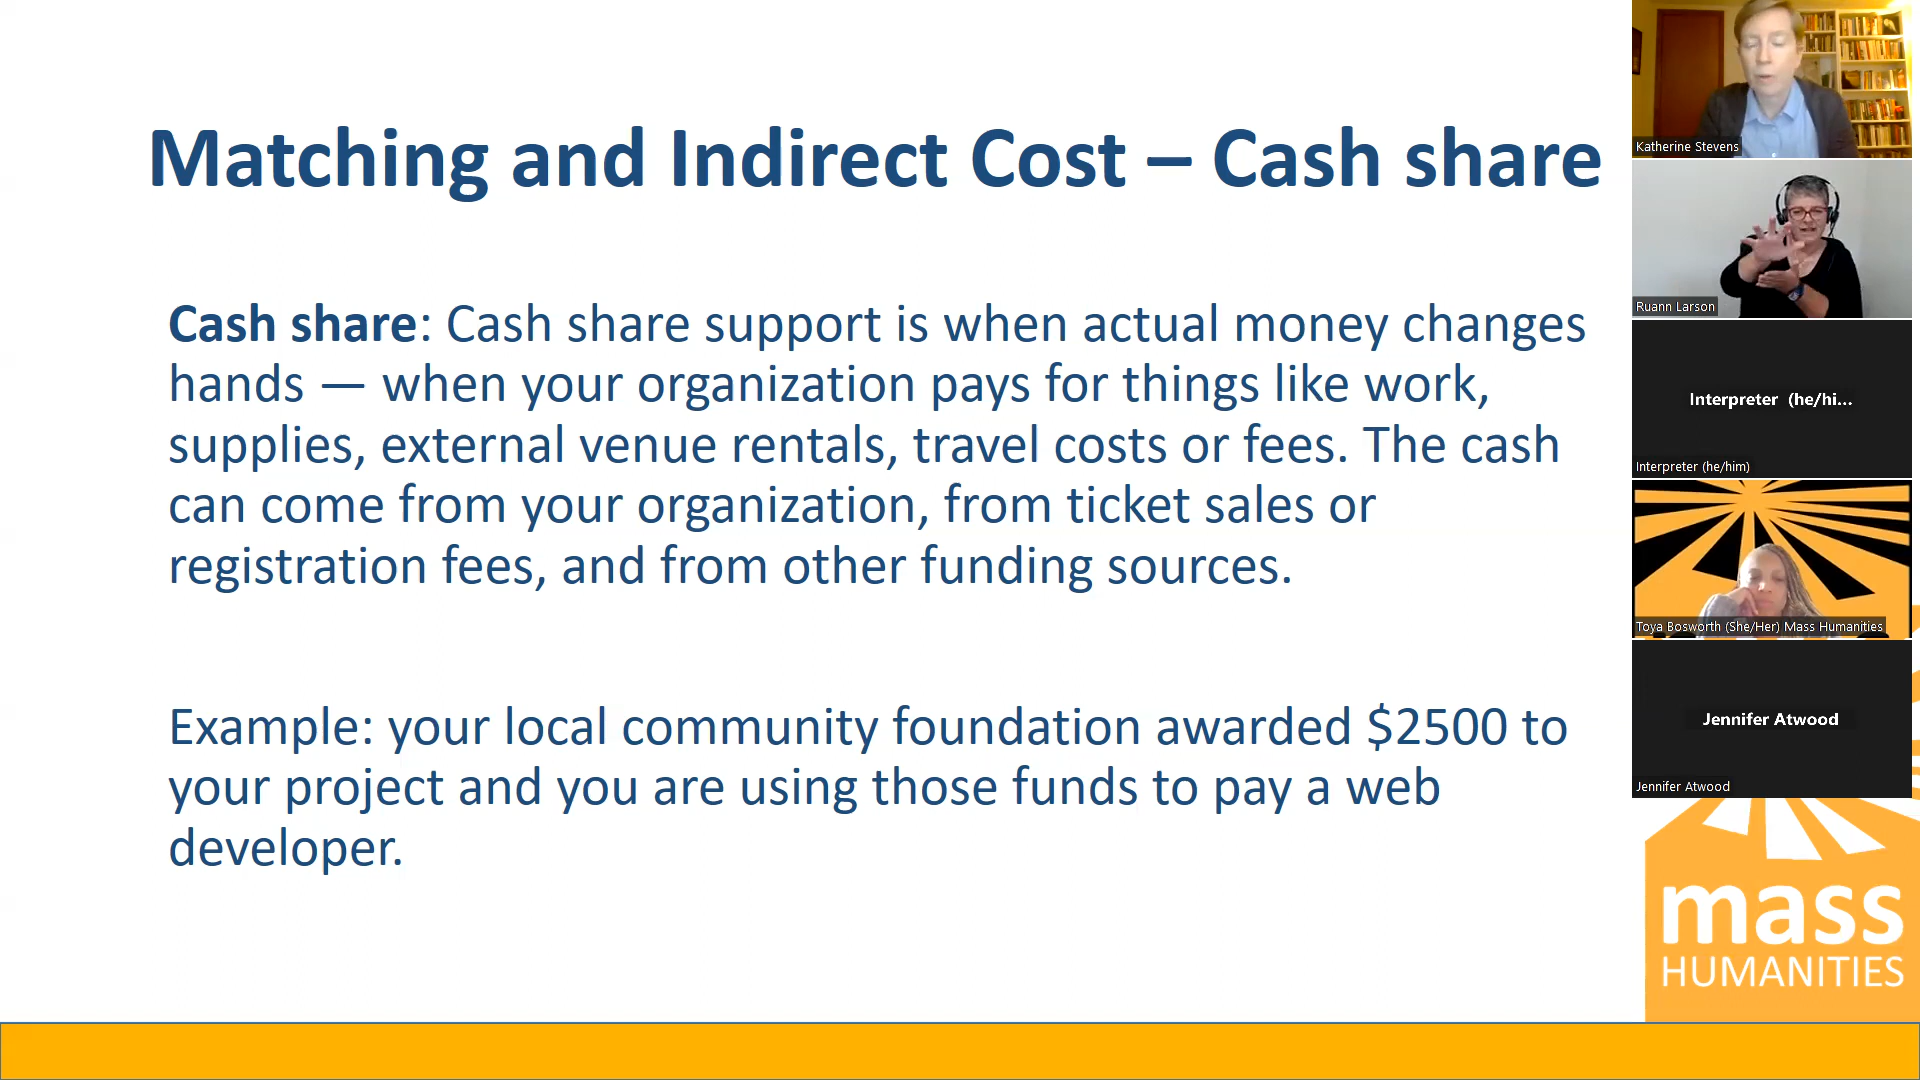 Matching and Indirect Cost – Cash share
Cash share: Cash share support is when actual money changes
hands — when your organization pays for things like work,
supplies, external venue rentals, travel costs or fees. The cash
can come from your organization, from ticket sales or
registration fees, and from other funding sources.
Example: your local community foundation awarded $2500 to
your project and you are using those funds to pay a web
developer.
Katherine Stevens
Ruann Larson
Interpreter (he/hi...
Interpreter (he/him)
Toya Bosworth (She/Her) Mass Humanities
Jennifer Atwood
Jennifer Atwood
mass
HUMANITIES